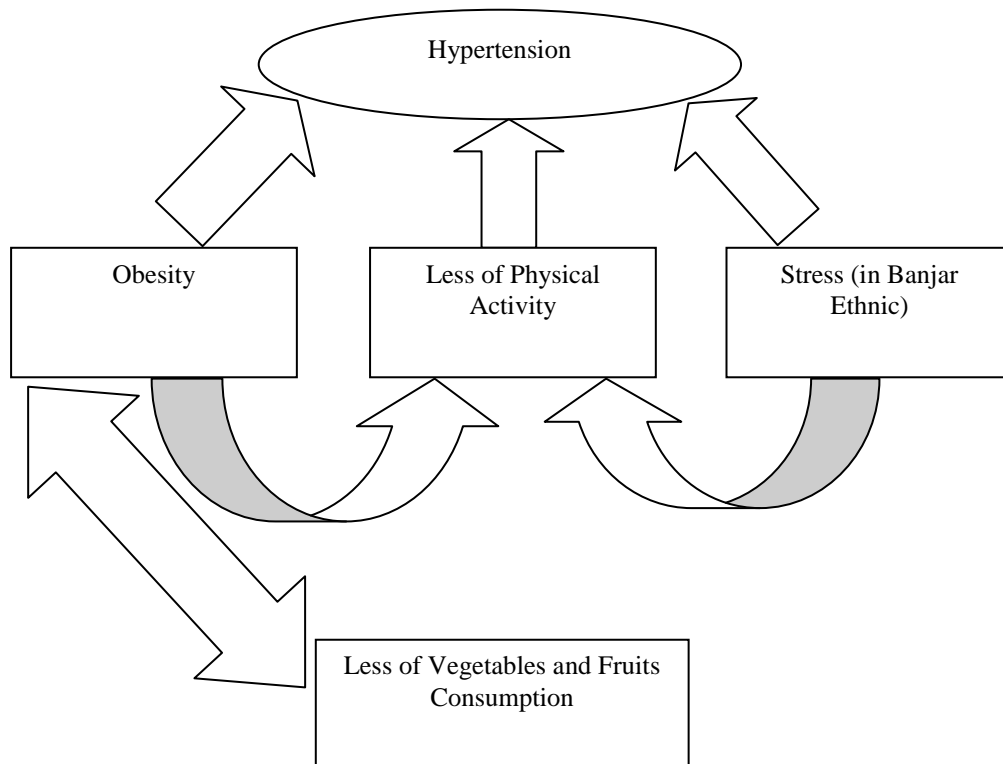 Hypertension
Obesity
Less of Physical
Activity
Stress (in Banjar
Ethnic)
Less of Vegetables and Fruits
Consumption